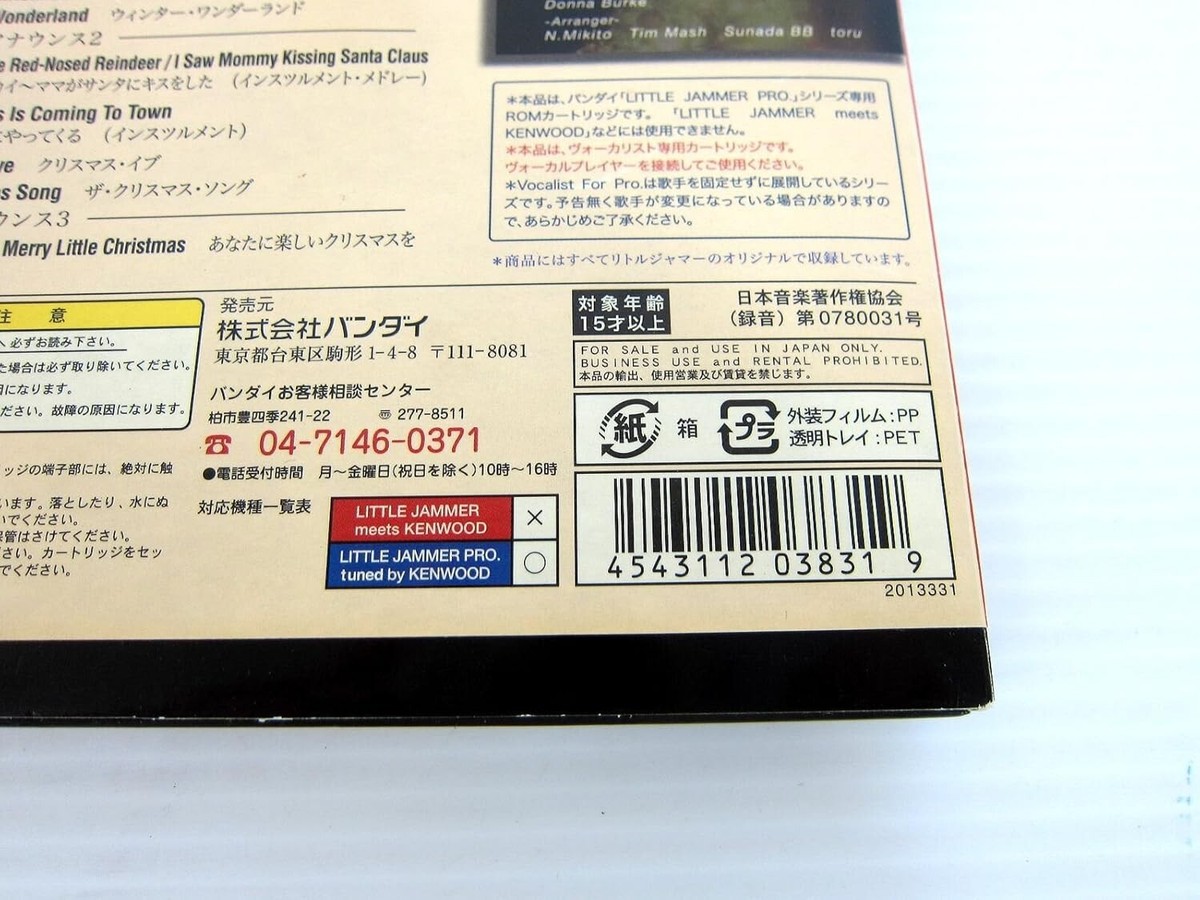 Wonderland ウィンター・ワンダーランド
アナウンス2
e Red-Nosed Reindeer / I Saw Mommy Kissing Santa Claus
ウイ〜ママがサンタにキスをした (インスツルメント・メドレー)
s Is Coming To Town
にやってくる (インスツルメント)
ve クリスマス・イブ
as Song ザ・クリスマス・ソング
ウンス3
Merry Little Christmas あなたに楽しいクリスマスを
Donna Burke
-Arranger-
N.Mikito Tim Mash Sunada BB toru
*本品は、バンダイ「LITTLE JAMMER PRO.」シリーズ専用
ROMカートリッジです。「LITTLE JAMMER meets
KENWOOD」などには使用できません。
*本品は、ヴォーカリスト専用カートリッジです。
ヴォーカルプレイヤーを接続してご使用ください。
*Vocalist For Pro.は歌手を固定せずに展開しているシリー
ズです。予告無く歌手が変更になっている場合がありますの
で、あらかじめご了承ください。
*商品にはすべてリトルジャマーのオリジナルで収録しています。
注意
へ必ずお読み下さい。
た場合は必ず取り除いてください。
因になります。
ださい。故障の原因になります。
リッジの端子部には、絶対に触
います。落としたり、水にぬ
いでください。
保管はさけてください。
さい。カートリッジをセッ
でください。
発売元
株式会社バンダイ
東京都台東区駒形1-4-8 〒111-8081
バンダイお客様相談センター
柏市豊四季241-22 〠 277-8511
☎ 04-7146-0371
●電話受付時間 月〜金曜日(祝日を除く)10時〜16時
対応機種一覧表
LITTLE JAMMER
meets KENWOOD ×
LITTLE JAMMER PRO.
tuned by KENWOOD ○
対象年齢
15才以上
日本音楽著作権協会
(録音) 第0780031号
FOR SALE and USE IN JAPAN ONLY.
BUSINESS USE and RENTAL PROHIBITED.
本品の輸出、使用営業及び賃貸を禁じます。
紙 箱 プラ 外装フィルム:PP
透明トレイ:PET
4543112 03831 9
2013331